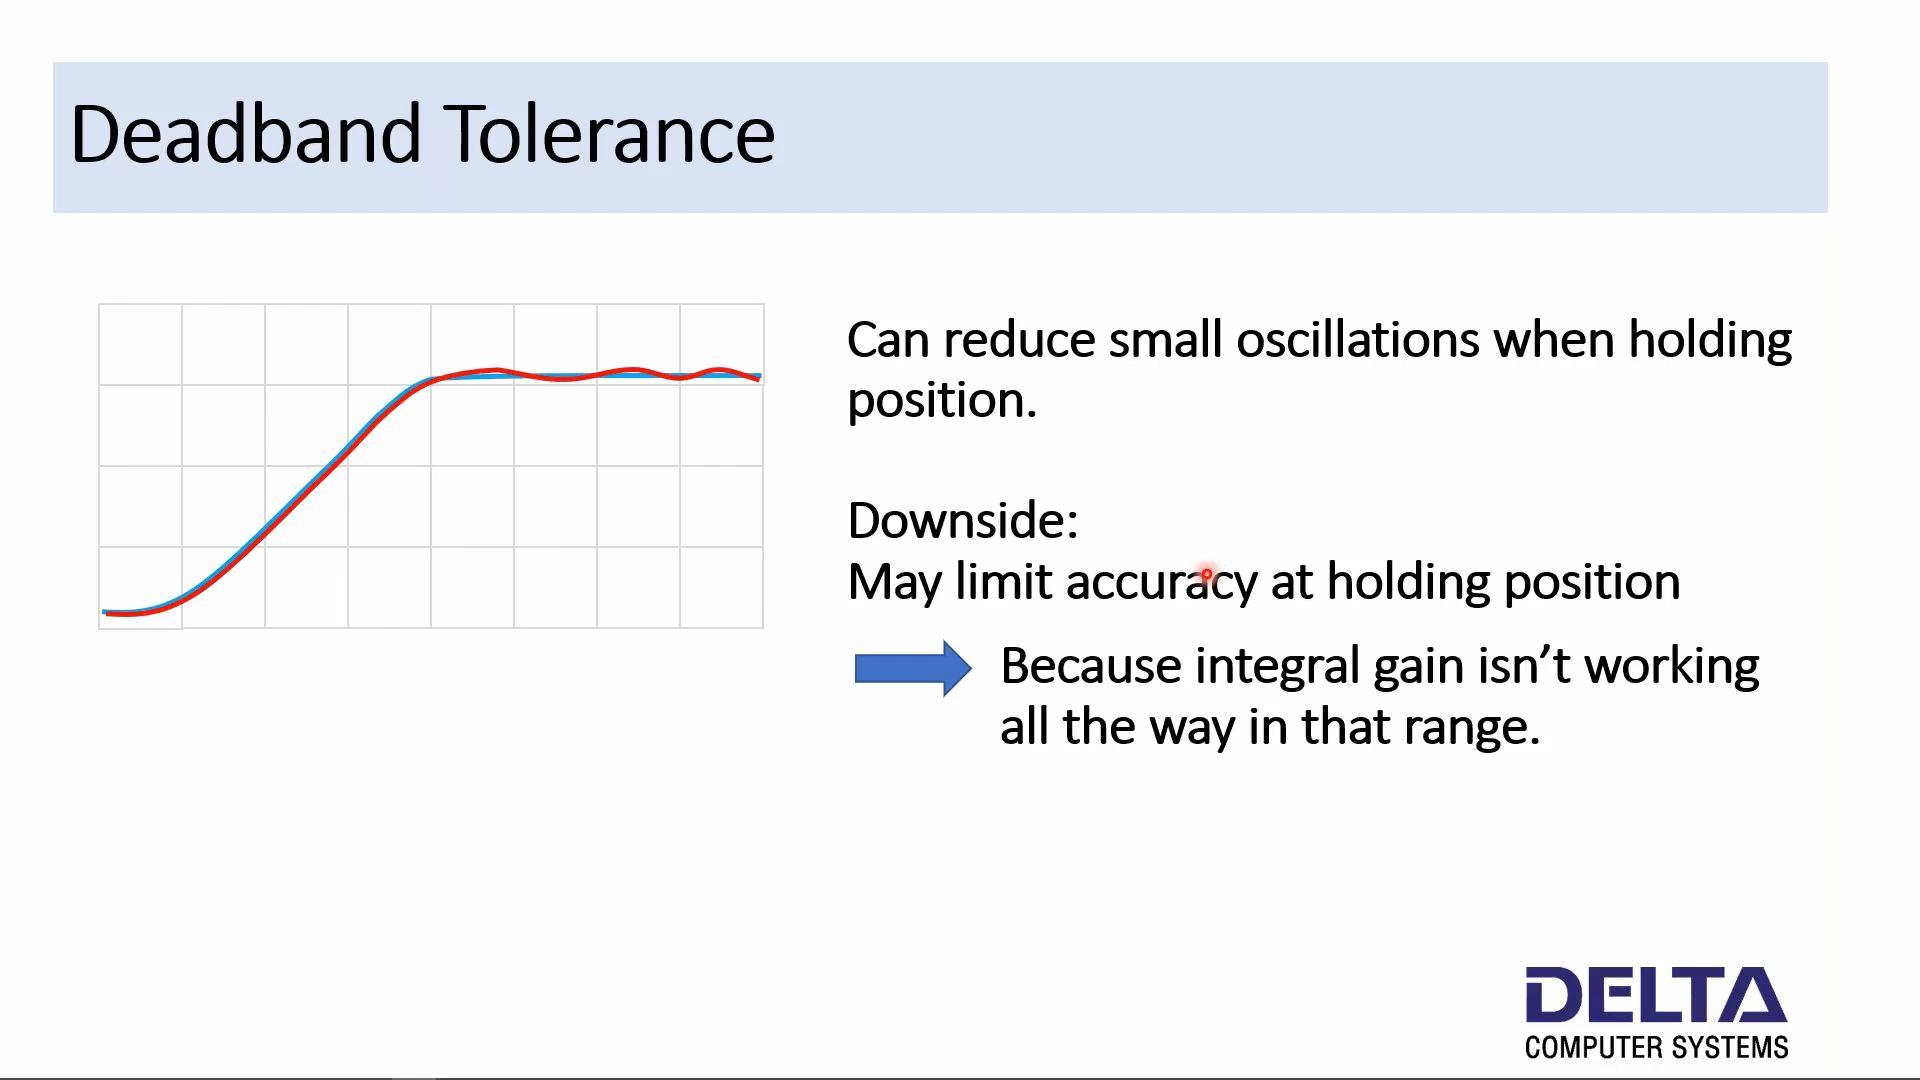 Deadband Tolerance
Can reduce small oscillations when holding
position.
Downside:
May limit accuracy at holding position
Because integral gain isn’t working
all the way in that range.
DELTA
COMPUTER SYSTEMS